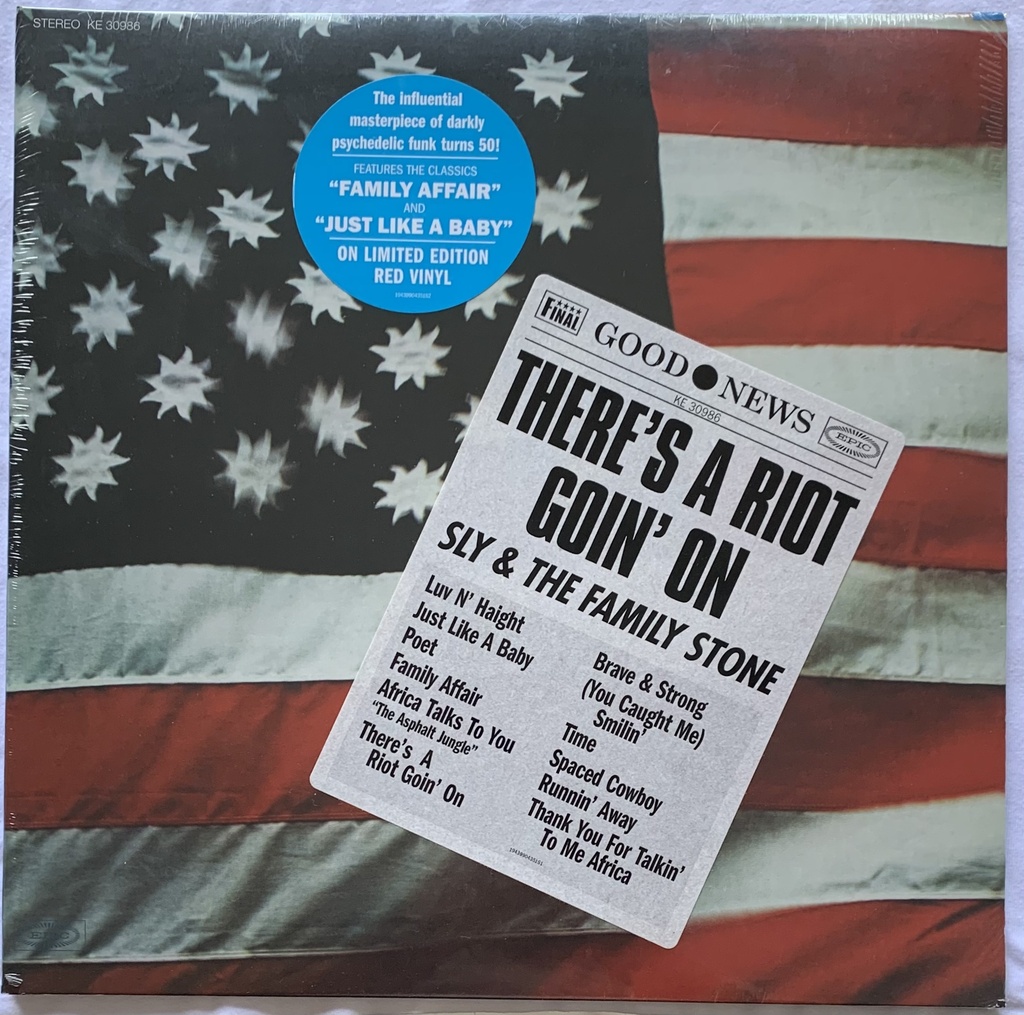 STEREO KE 30986
The influential
masterpiece of darkly
psychedelic funk turns 50!
FEATURES THE CLASSICS
“FAMILY AFFAIR”
AND
“JUST LIKE A BABY”
ON LIMITED EDITION
RED VINYL
FINAL
GOOD NEWS
KE 30986
EPIC
THERE'S A RIOT
GOIN' ON
SLY & THE FAMILY STONE
Luv N' Haight
Just Like A Baby
Poet
Family Affair
Africa Talks To You
“The Asphalt Jungle”
There's A
Riot Goin' On
Brave & Strong
(You Caught Me)
Smilin'
Time
Spaced Cowboy
Runnin' Away
Thank You For Talkin'
To Me Africa
EPIC